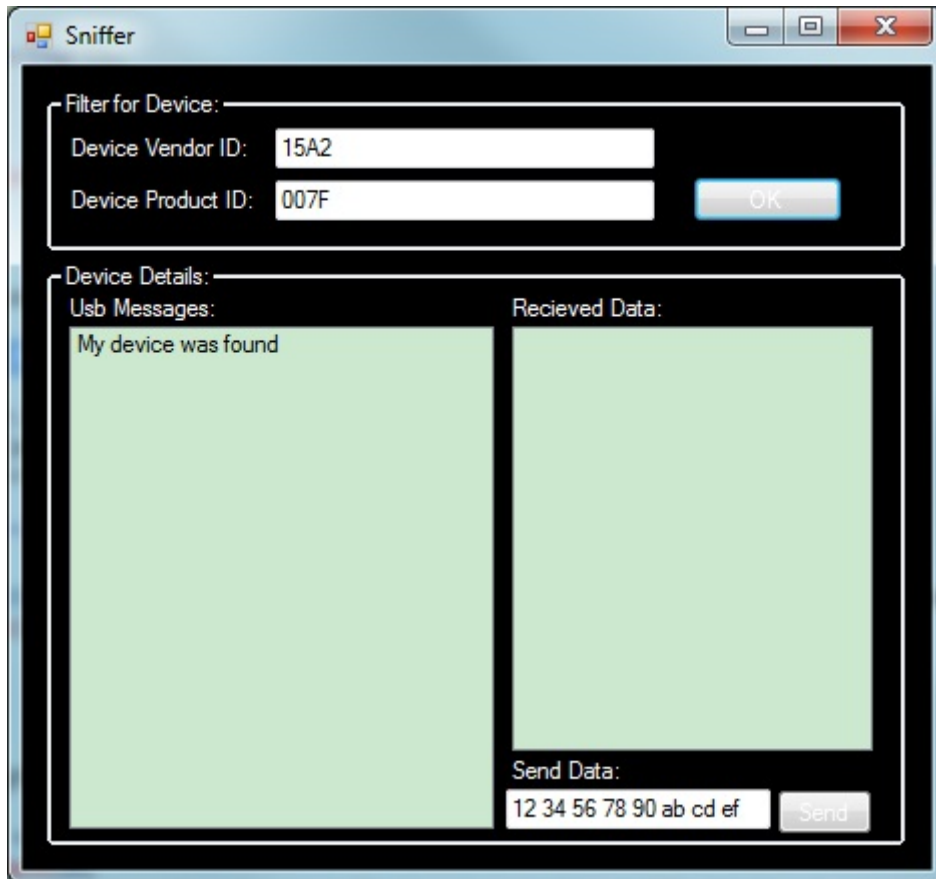 Sniffer
Filter for Device:
Device Vendor ID: 15A2
Device Product ID: 007F OK
Device Details:
Usb Messages: Recieved Data:
My device was found
Send Data:
12 34 56 78 90 ab cd ef Send